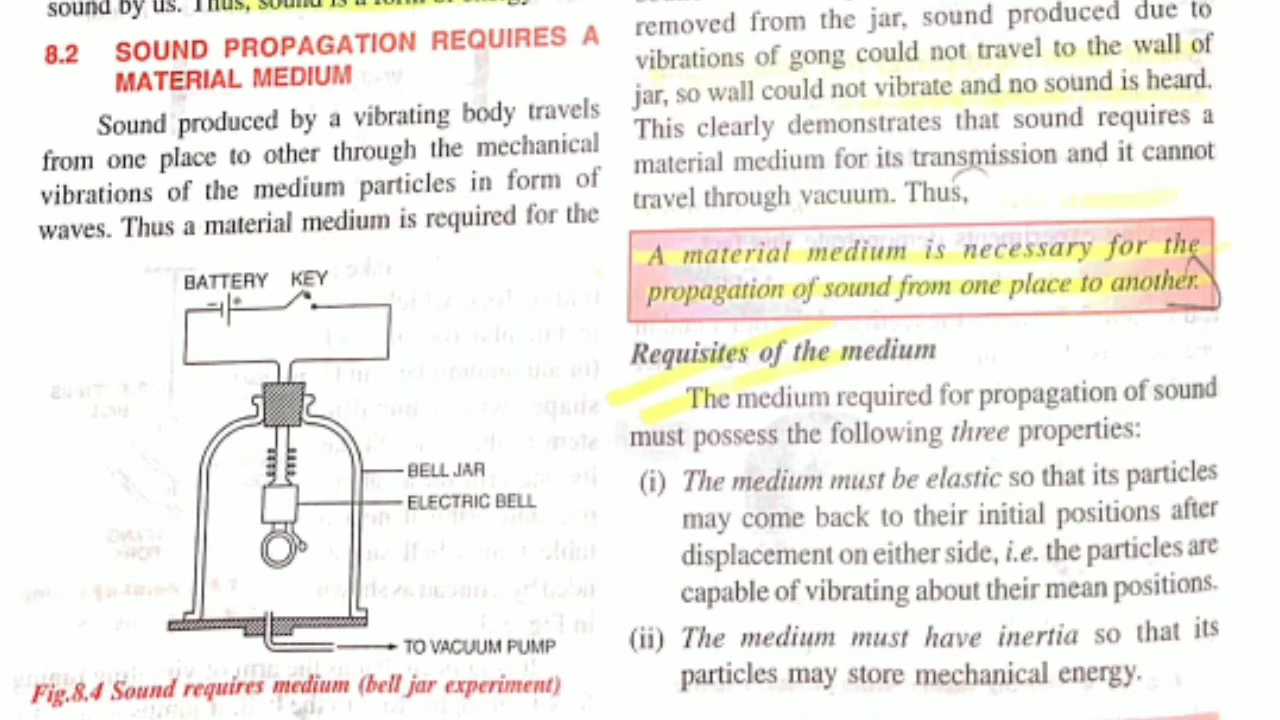 sound by us. Thus, sound is a form of energy.
8.2 SOUND PROPAGATION REQUIRES A
MATERIAL MEDIUM
Sound produced by a vibrating body travels
from one place to other through the mechanical
vibrations of the medium particles in form of
waves. Thus a material medium is required for the
BATTERY KEY
BELL JAR
ELECTRIC BELL
TO VACUUM PUMP
Fig.8.4 Sound requires medium (bell jar experiment)
removed from the jar, sound produced due to
vibrations of gong could not travel to the wall of
jar, so wall could not vibrate and no sound is heard.
This clearly demonstrates that sound requires a
material medium for its transmission and it cannot
travel through vacuum. Thus,
A material medium is necessary for the
propagation of sound from one place to another.
Requisites of the medium
The medium required for propagation of sound
must possess the following three properties:
(i) The medium must be elastic so that its particles
may come back to their initial positions after
displacement on either side, i.e. the particles are
capable of vibrating about their mean positions.
(ii) The medium must have inertia so that its
particles may store mechanical energy.